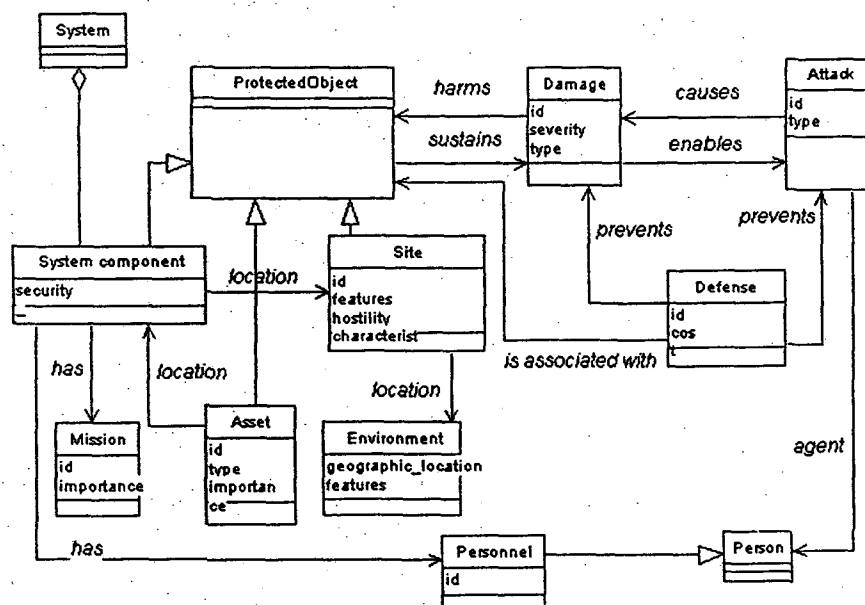 System
ProtectedObject
Damage
id
severity
type
Attack
id
type
harms
causes
sustains
enables
prevents
prevents
System component
security
location
Site
id
features
hostility
characterist
Defense
id
cos
t
is associated with
has
location
location
Mission
id
importance
Asset
id
type
importan
ce
Environment
geographic_location
features
agent
has
Personnel
id
Person